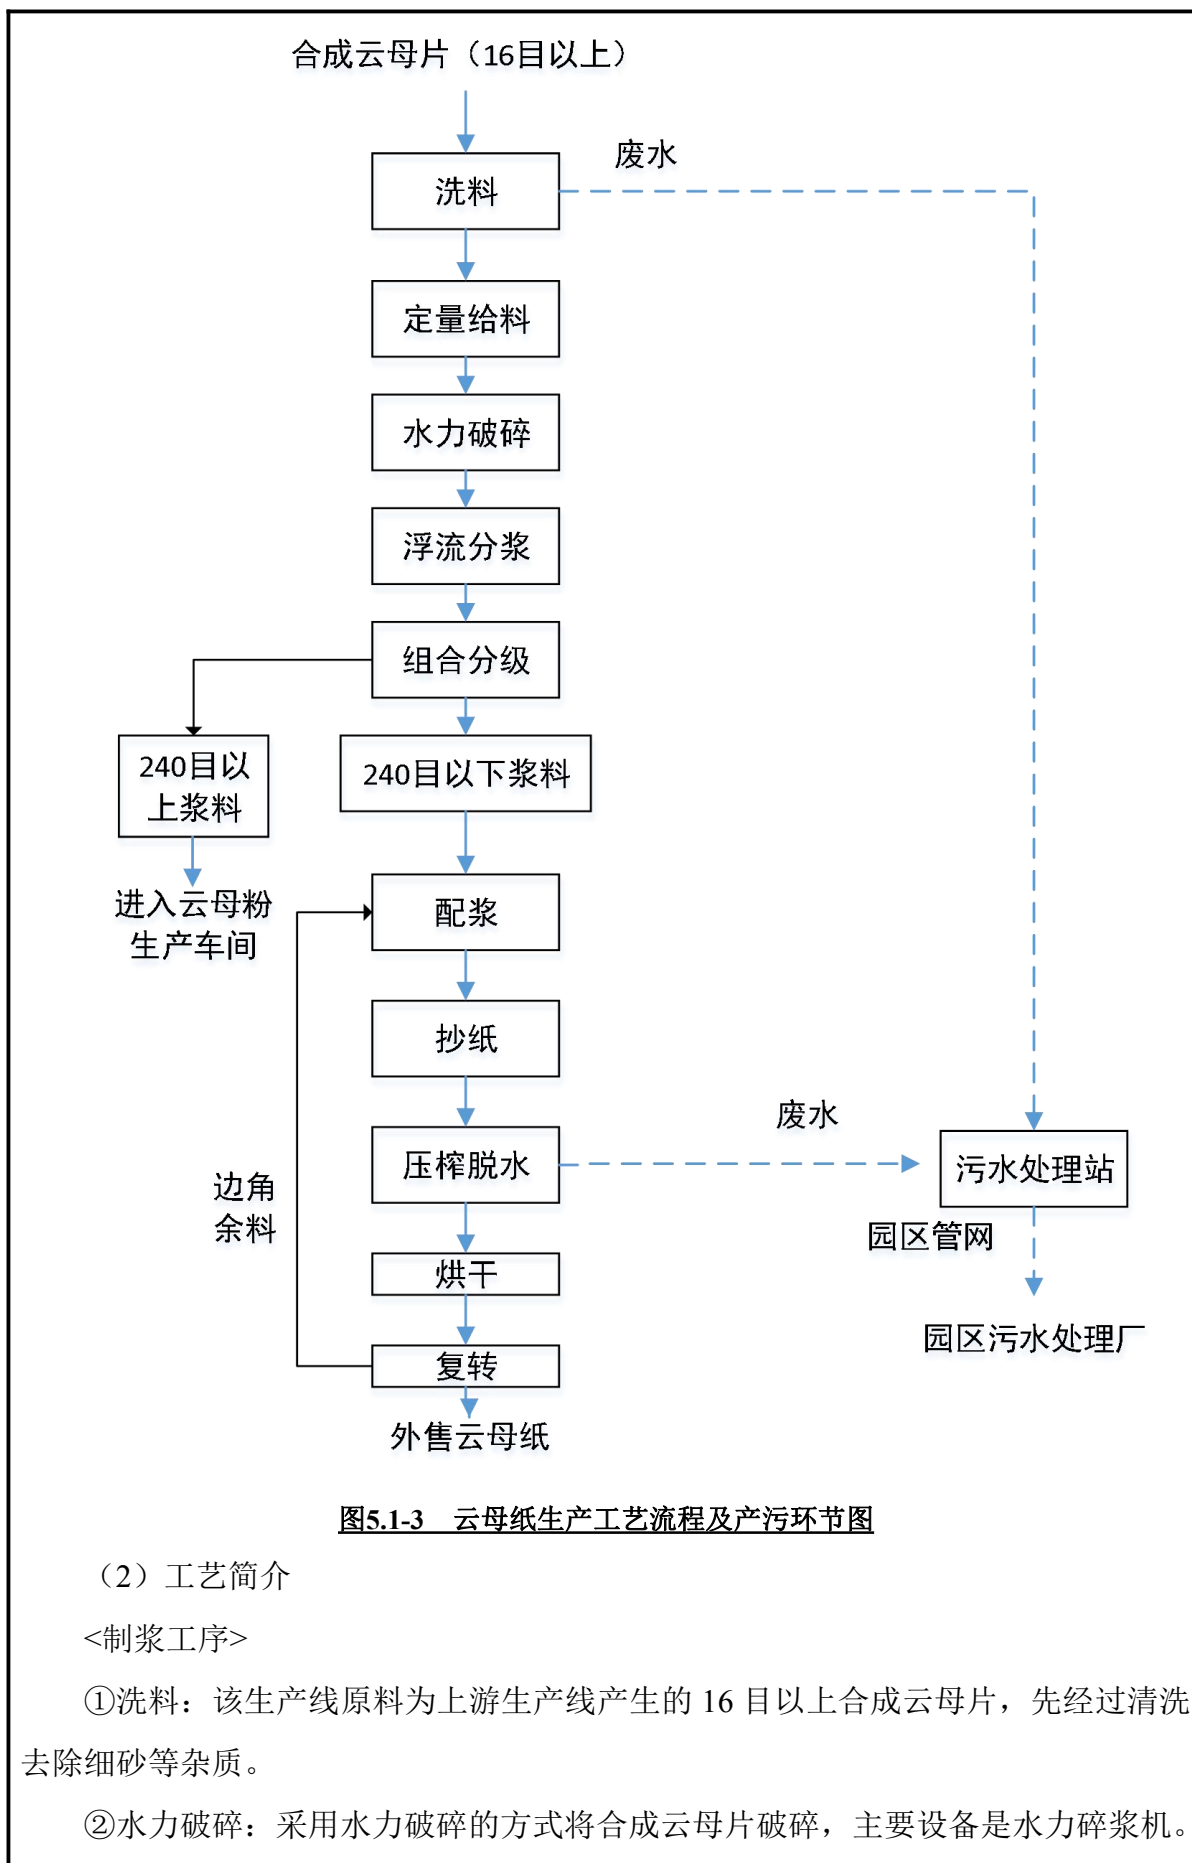 合成云母片（16目以上）
废水
洗料
定量给料
水力破碎
浮流分浆
组合分级
240目以
上浆料
240目以下浆料
进入云母粉
生产车间
配浆
抄纸
废水
压榨脱水
污水处理站
边角
余料
园区管网
烘干
园区污水处理厂
复转
外售云母纸
图5.1-3 云母纸生产工艺流程及产污环节图
（2）工艺简介
<制浆工序>
①洗料：该生产线原料为上游生产线产生的 16 目以上合成云母片，先经过清洗
去除细砂等杂质。
②水力破碎：采用水力破碎的方式将合成云母片破碎，主要设备是水力碎浆机。